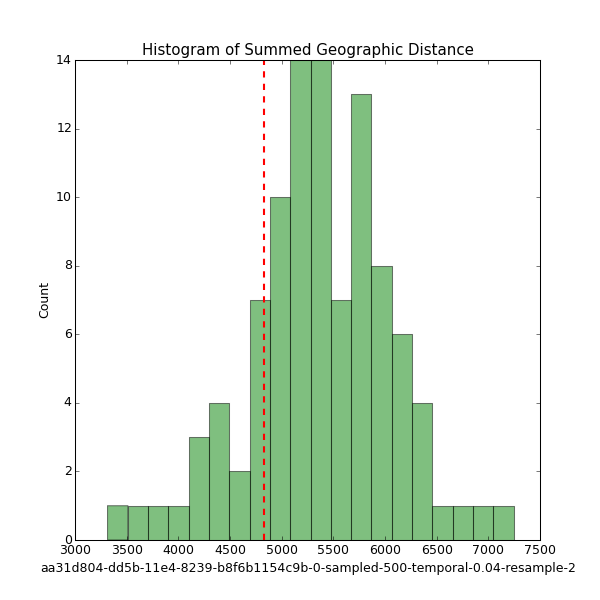 Histogram of Summed Geographic Distance
14
12
10
8
6
4
2
0
Count
3000 3500 4000 4500 5000 5500 6000 6500 7000 7500
aa31d804-dd5b-11e4-8239-b8f6b1154c9b-0-sampled-500-temporal-0.04-resample-2